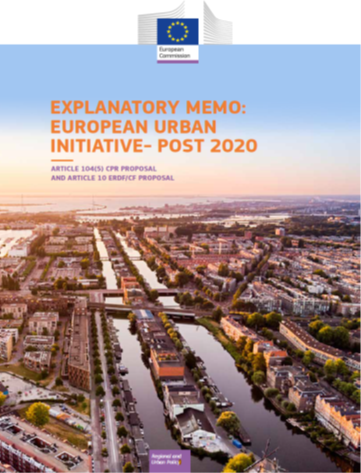 European
Commission
EXPLANATORY MEMO:
EUROPEAN URBAN
INITIATIVE- POST 2020
ARTICLE 104(5) CPR PROPOSAL
AND ARTICLE 10 ERDF/CF PROPOSAL
Regional and
Urban Policy